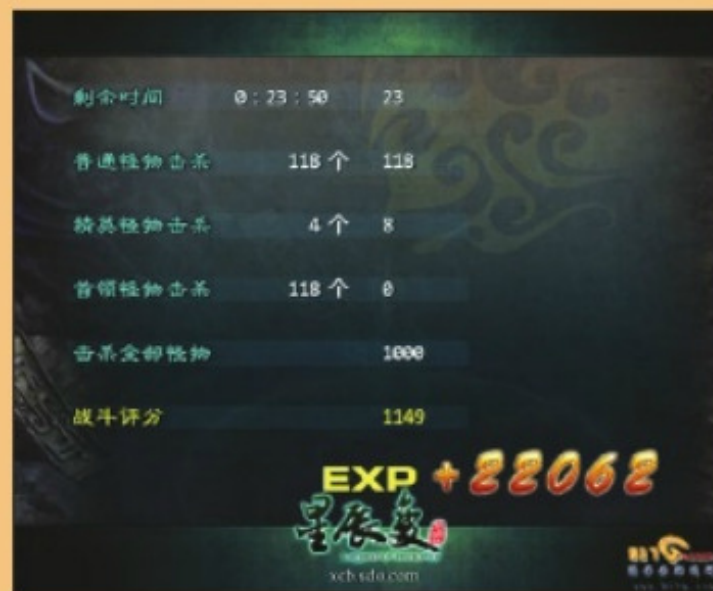 剩余时间 0:23:50 23
普通怪物击杀 118个 118
精英怪物击杀 4个 8
首领怪物击杀 118个 0
击杀全部怪物 1000
战斗评分 1149
EXP +22062
星辰变
xcb.sdo.com